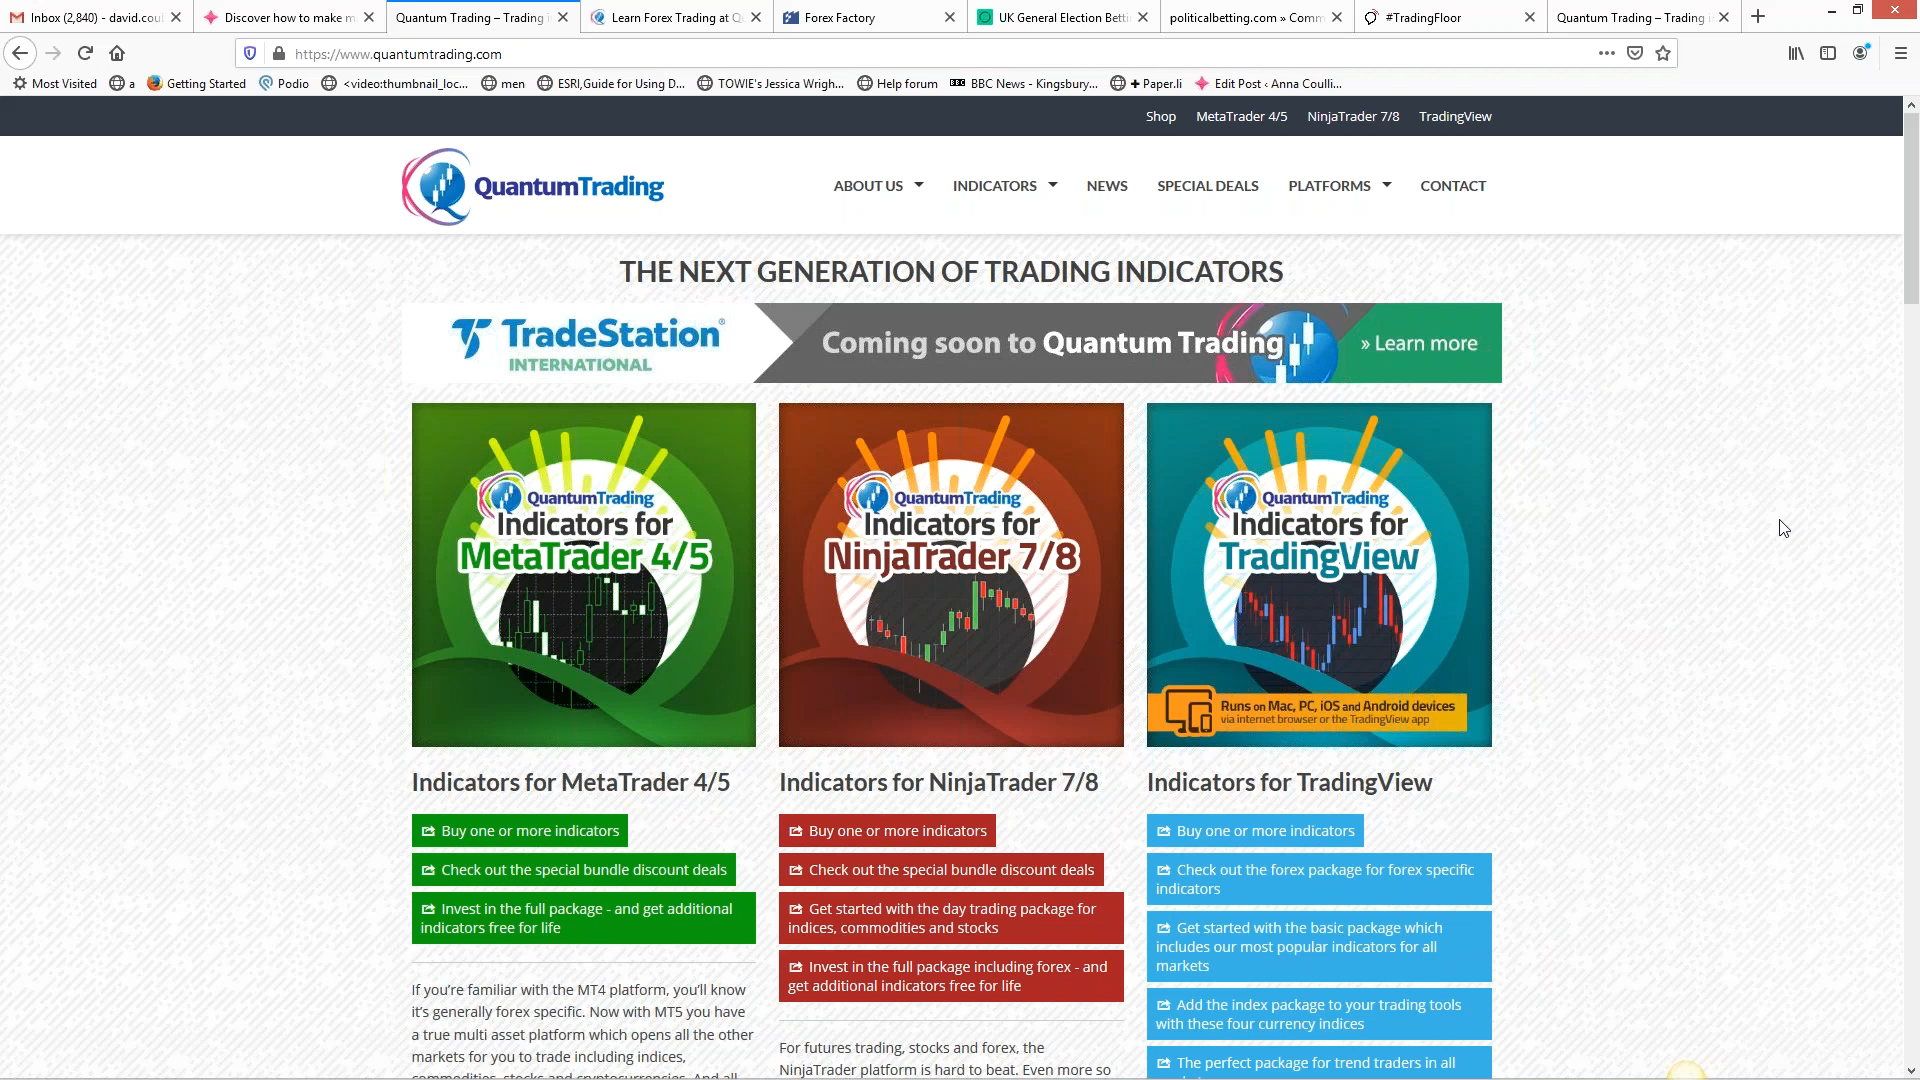 Inbox (2,840) - david.coul
Discover how to make m
Quantum Trading – Trading i
Learn Forex Trading at Q
Forex Factory
UK General Election Betti
politicalbetting.com » Comm
#TradingFloor
Quantum Trading – Trading i
https://www.quantumtrading.com
Most Visited
a
Getting Started
Podio
<video:thumbnail_loc...
men
ESRI,Guide for Using D...
TOWIE's Jessica Wrigh...
Help forum
BBC News - Kingsbury...
+ Paper.li
Edit Post ‹ Anna Coulli...
Shop MetaTrader 4/5 NinjaTrader 7/8 TradingView
QuantumTrading
ABOUT US INDICATORS NEWS SPECIAL DEALS PLATFORMS CONTACT
THE NEXT GENERATION OF TRADING INDICATORS
TradeStation®
INTERNATIONAL
Coming soon to Quantum Trading
» Learn more
QuantumTrading
Indicators for
MetaTrader 4/5
QuantumTrading
Indicators for
NinjaTrader 7/8
QuantumTrading
Indicators for
TradingView
Runs on Mac, PC, iOS and Android devices
via internet browser or the TradingView app
Indicators for MetaTrader 4/5
Buy one or more indicators
Check out the special bundle discount deals
Invest in the full package - and get additional
indicators free for life
If you're familiar with the MT4 platform, you'll know
it's generally forex specific. Now with MT5 you have
a true multi asset platform which opens all the other
markets for you to trade including indices,
commodities, stocks and cryptocurrencies. And all
Indicators for NinjaTrader 7/8
Buy one or more indicators
Check out the special bundle discount deals
Get started with the day trading package for
indices, commodities and stocks
Invest in the full package including forex - and
get additional indicators free for life
For futures trading, stocks and forex, the
NinjaTrader platform is hard to beat. Even more so
Indicators for TradingView
Buy one or more indicators
Check out the forex package for forex specific
indicators
Get started with the basic package which
includes our most popular indicators for all
markets
Add the index package to your trading tools
with these four currency indices
The perfect package for trend traders in all